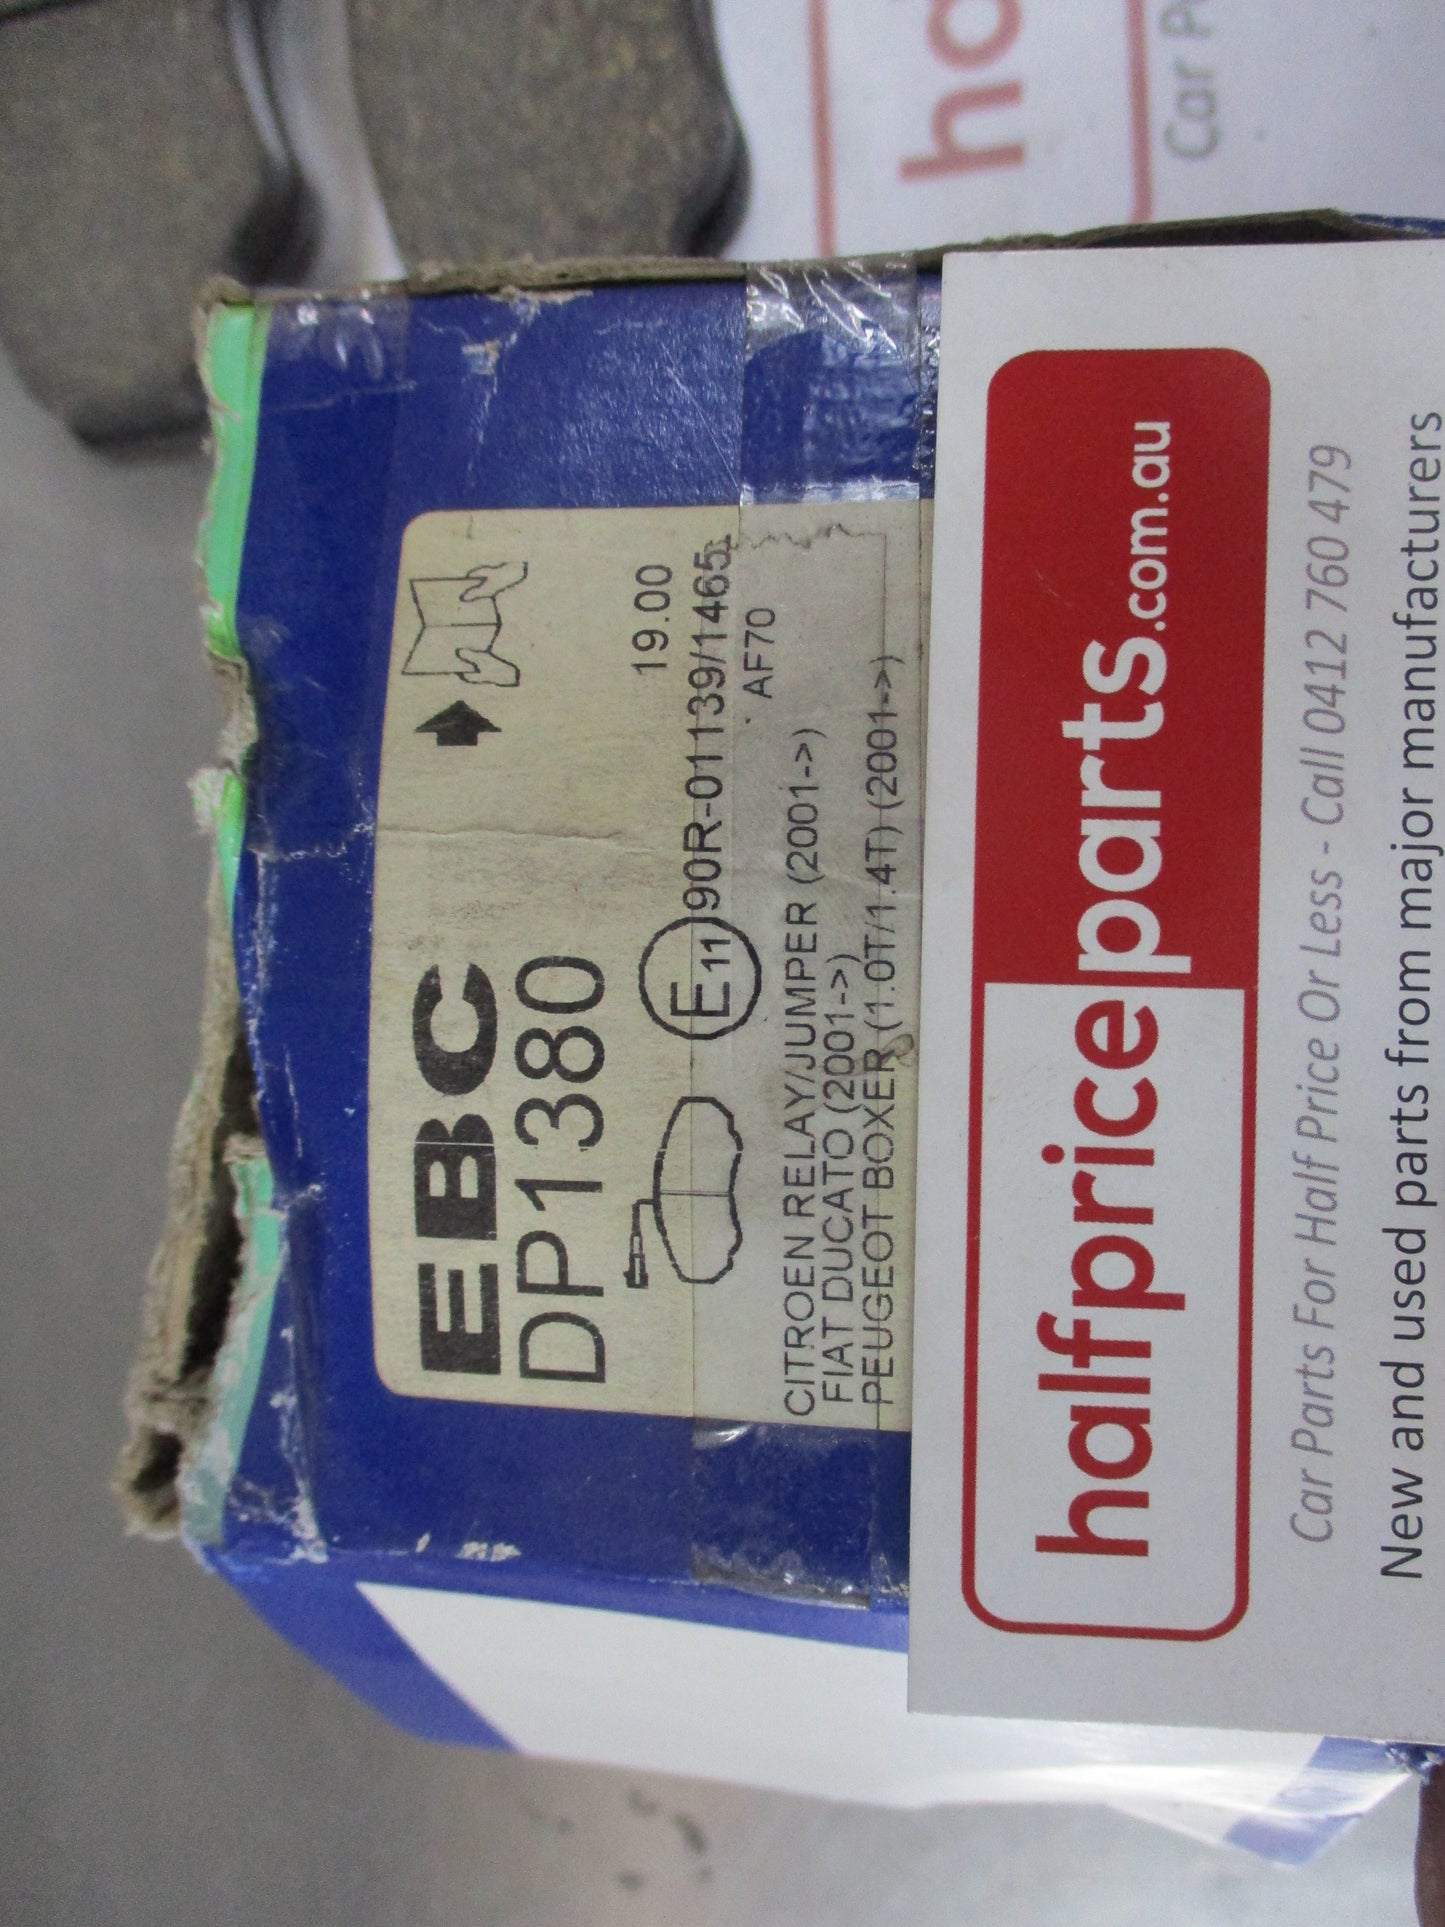 EBC
DP1380
19.00
E11 90R-01139/1465
AF70
CITROEN RELAY/JUMPER (2001->)
FIAT DUCATO (2001->)
PEUGEOT BOXER (1.0T/1.4T) (2001->)
halfpriceparts.com.au
Car Parts For Half Price Or Less - Call 0412 760 479
New and used parts from major manufacturers
ha
Car